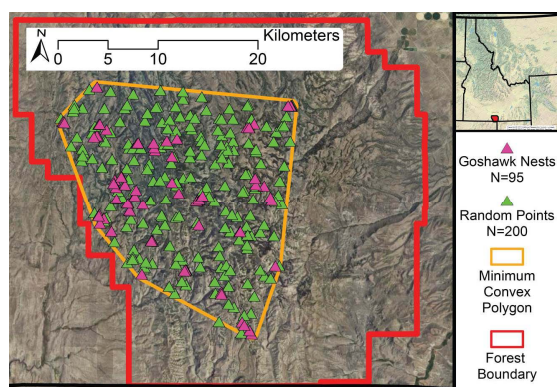 Kilometers
N
0 5 10 20
Goshawk Nests
N=95
Random Points
N=200
Minimum
Convex
Polygon
Forest
Boundary